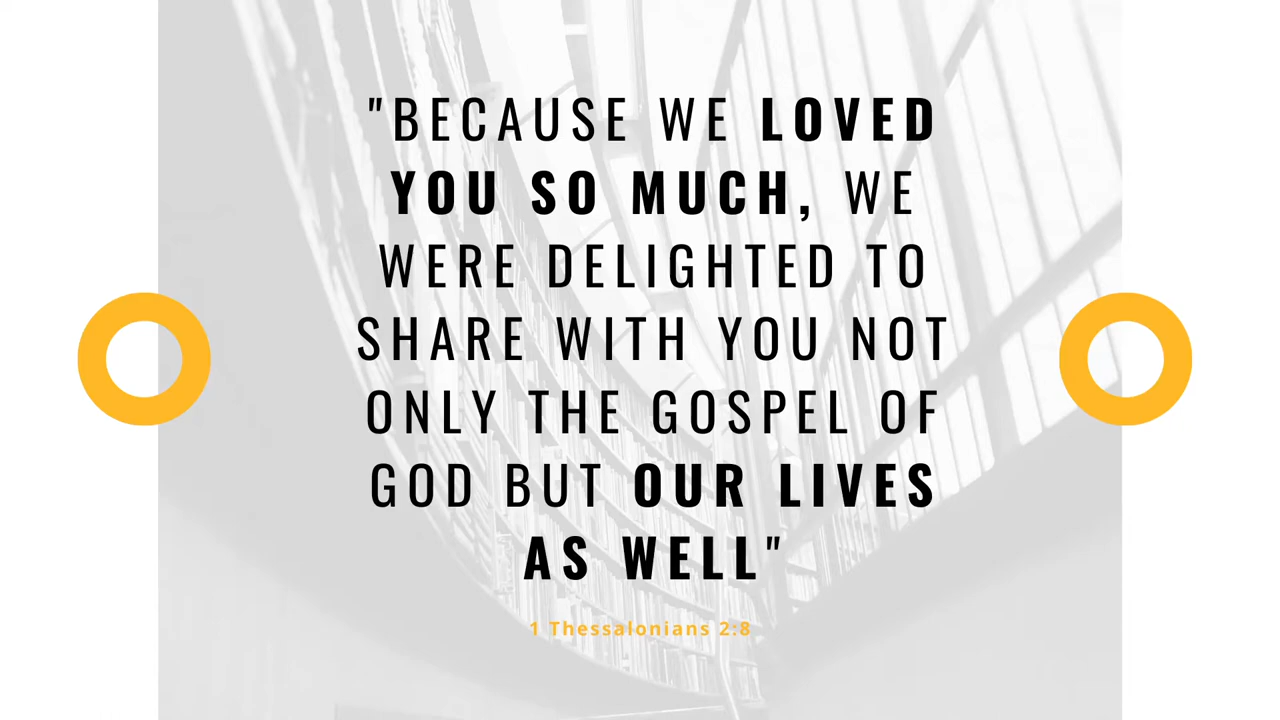 "BECAUSE WE LOVED
YOU SO MUCH, WE
WERE DELIGHTED TO
SHARE WITH YOU NOT
ONLY THE GOSPEL OF
GOD BUT OUR LIVES
AS WELL"
1 Thessalonians 2:8